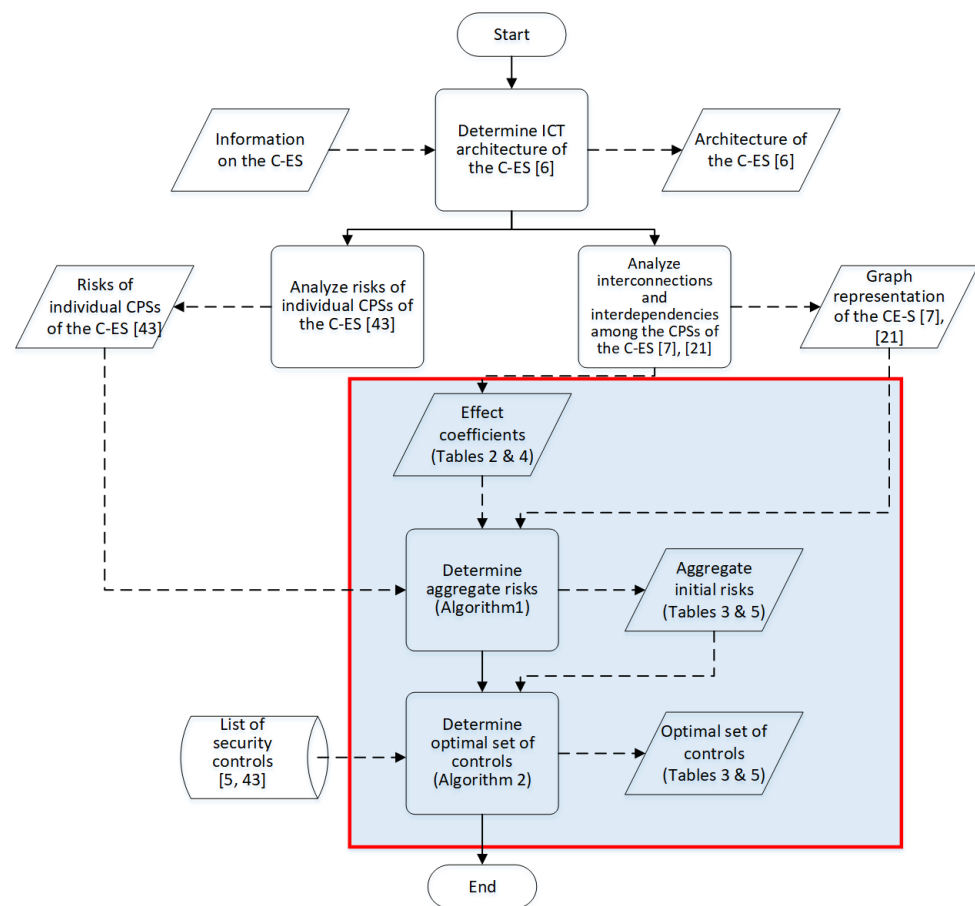 Start
Information
on the C-ES
Determine ICT
architecture of
the C-ES [6]
Architecture of
the C-ES [6]
Risks of
individual CPSs
of the C-ES [43]
Analyze risks of
individual CPSs of
the C-ES [43]
Analyze
interconnections
and
interdependencies
among the CPSs of
the C-ES [7], [21]
Graph
representation
of the CE-S [7],
[21]
Effect
coefficients
(Tables 2 & 4)
Determine
aggregate risks
(Algorithm1)
Aggregate
initial risks
(Tables 3 & 5)
List of
security
controls
[5, 43]
Determine
optimal set of
controls
(Algorithm 2)
Optimal set of
controls
(Tables 3 & 5)
End